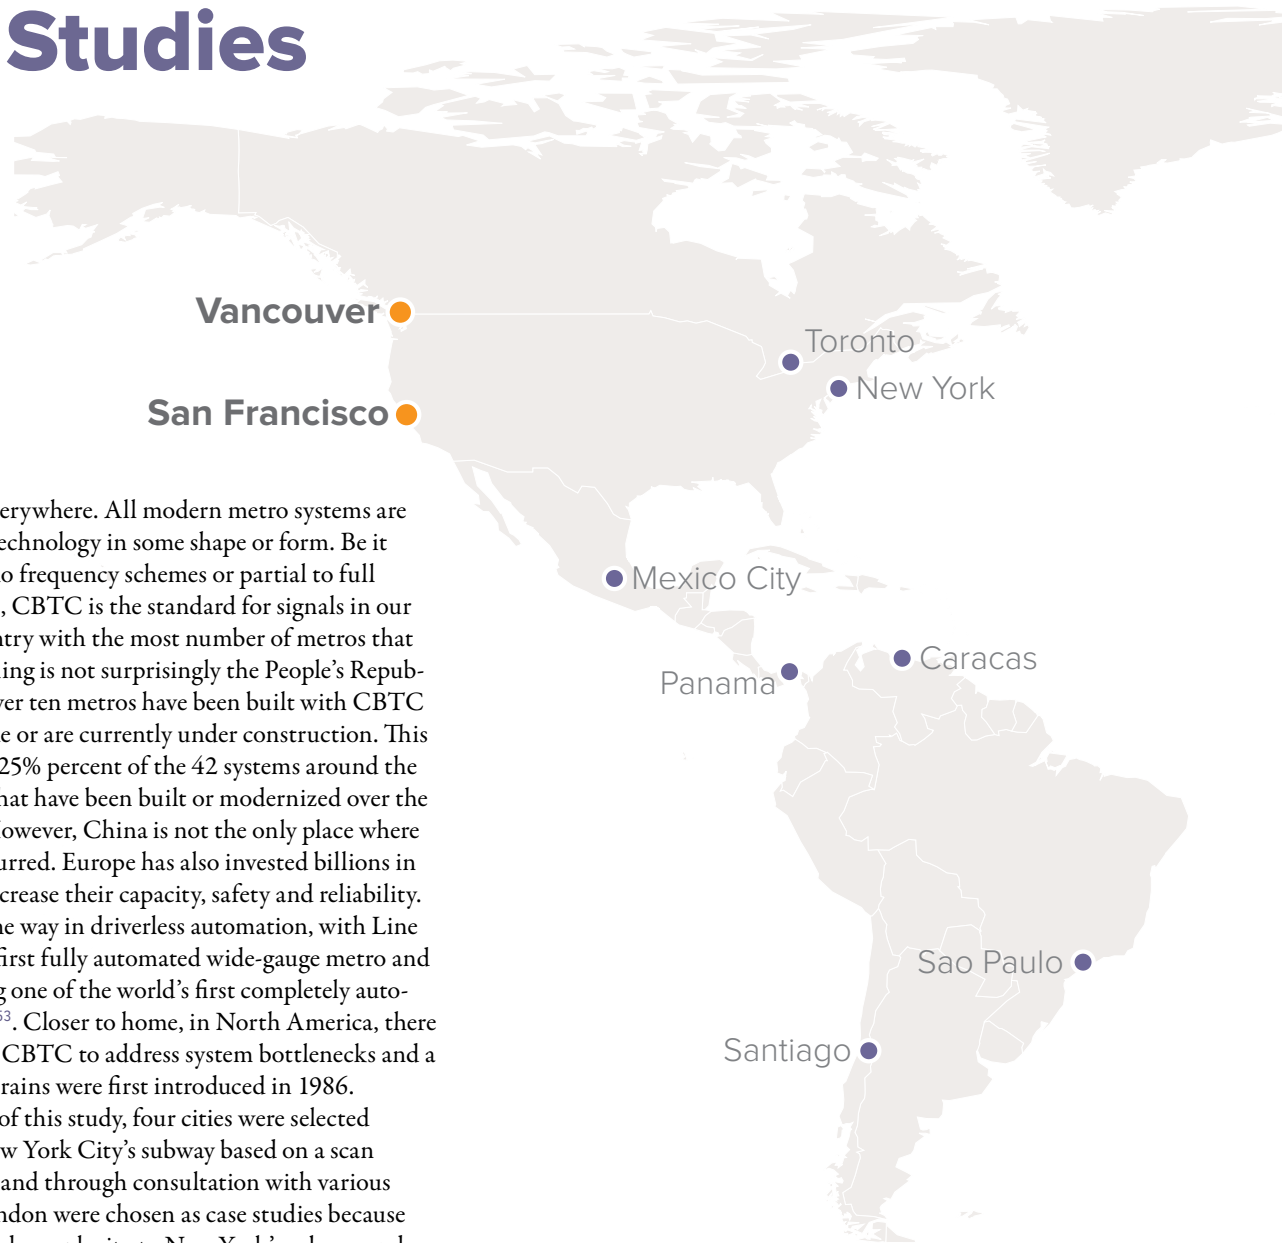 Studies
Vancouver
Toronto
New York
San Francisco
erywhere. All modern metro systems are
echnology in some shape or form. Be it
o frequency schemes or partial to full
, CBTC is the standard for signals in our
ntry with the most number of metros that
ing is not surprisingly the People’s Repub-
ver ten metros have been built with CBTC
e or are currently under construction. This
25% percent of the 42 systems around the
hat have been built or modernized over the
owever, China is not the only place where
urred. Europe has also invested billions in
crease their capacity, safety and reliability.
he way in driverless automation, with Line
first fully automated wide-gauge metro and
g one of the world’s first completely auto-
53. Closer to home, in North America, there
CBTC to address system bottlenecks and a
rains were first introduced in 1986.
of this study, four cities were selected
w York City’s subway based on a scan
and through consultation with various
ndon were chosen as case studies because
Mexico City
Caracas
Panama
Sao Paulo
Santiago